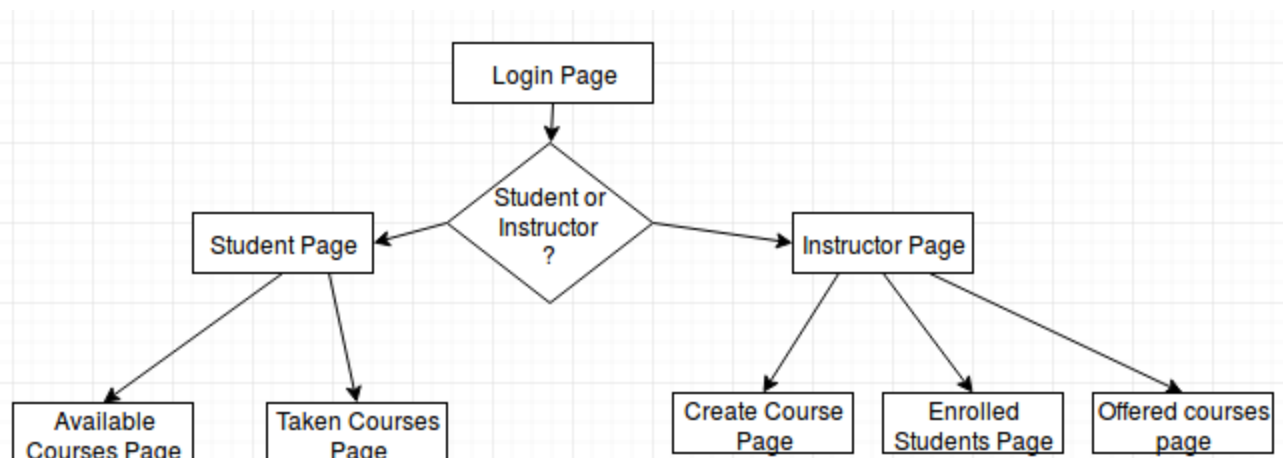 Login Page
Student or
Instructor
?
Student Page
Instructor Page
Available
Courses Page
Taken Courses
Page
Create Course
Page
Enrolled
Students Page
Offered courses
page